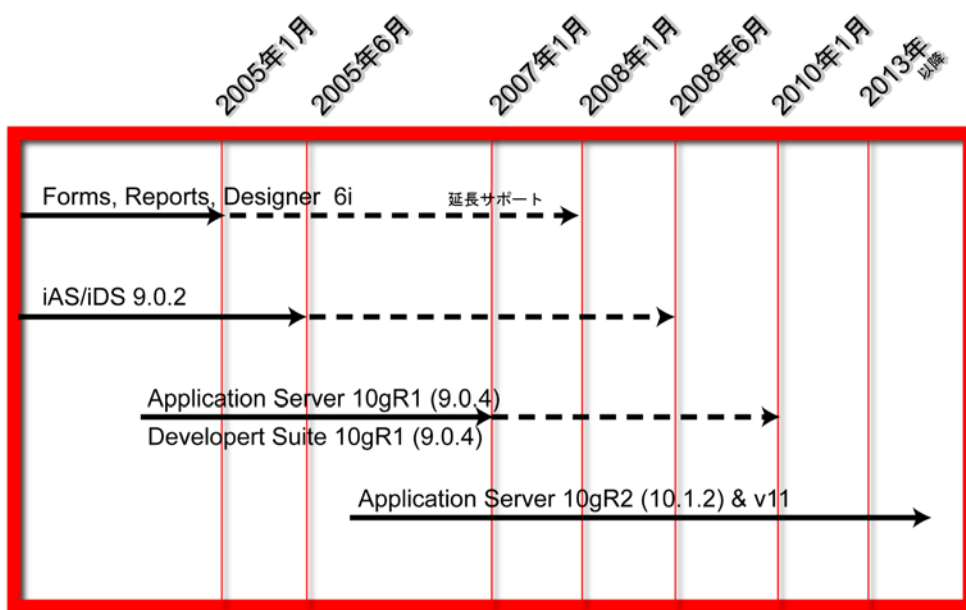 2005年1月
2005年6月
2007年1月
2008年1月
2008年6月
2010年1月
2013年
以降
Forms, Reports, Designer 6i
延長サポート
iAS/iDS 9.0.2
Application Server 10gR1 (9.0.4)
Developert Suite 10gR1 (9.0.4)
Application Server 10gR2 (10.1.2) & v11